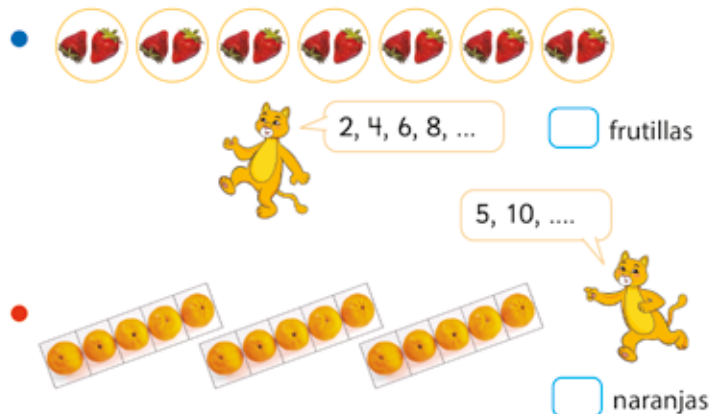 2, 4, 6, 8, ...
frutillas
5, 10, ....
naranjas